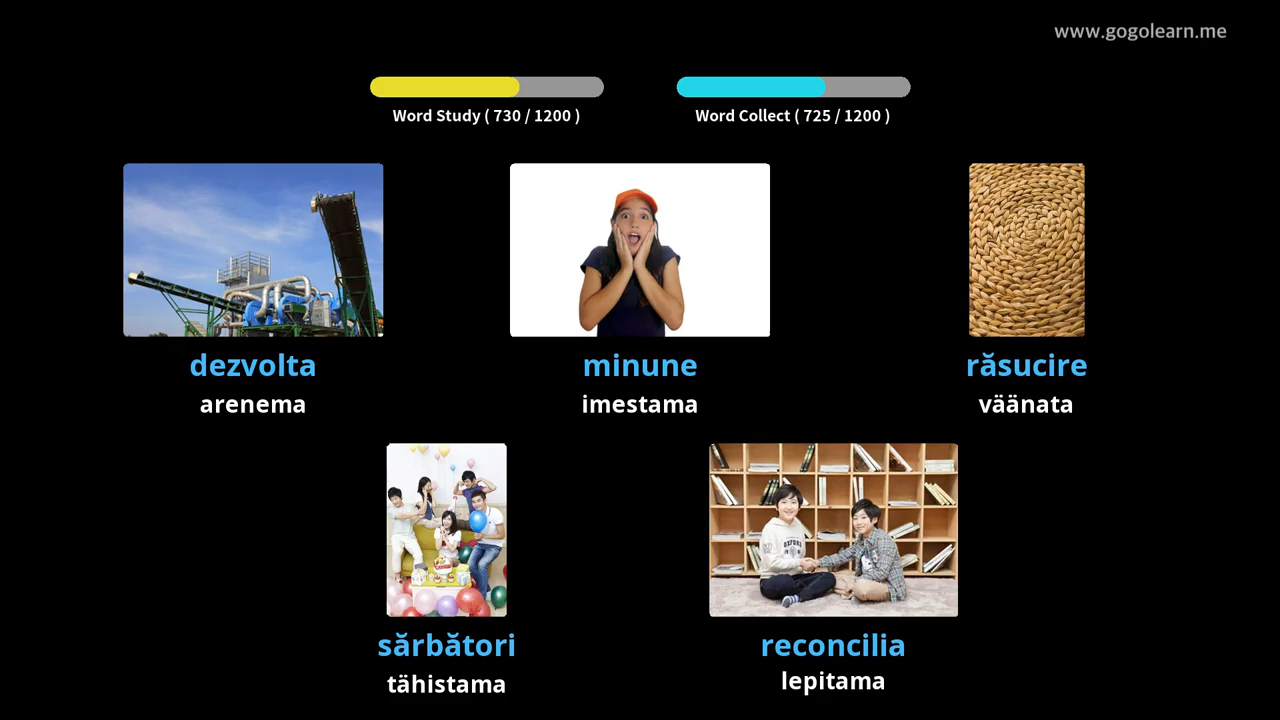 www.gogolearn.me
Word Study ( 730 / 1200 )
Word Collect ( 725 / 1200 )
dezvolta
arenema
minune
imestama
răsucire
väänata
sărbători
tähistama
reconcilia
lepitama
OXFORD